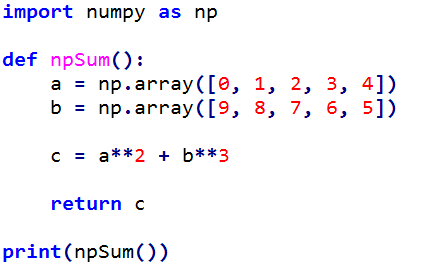 import numpy as np
def npSum():
    a = np.array([0, 1, 2, 3, 4])
    b = np.array([9, 8, 7, 6, 5])
    c = a**2 + b**3
    return c
print(npSum())